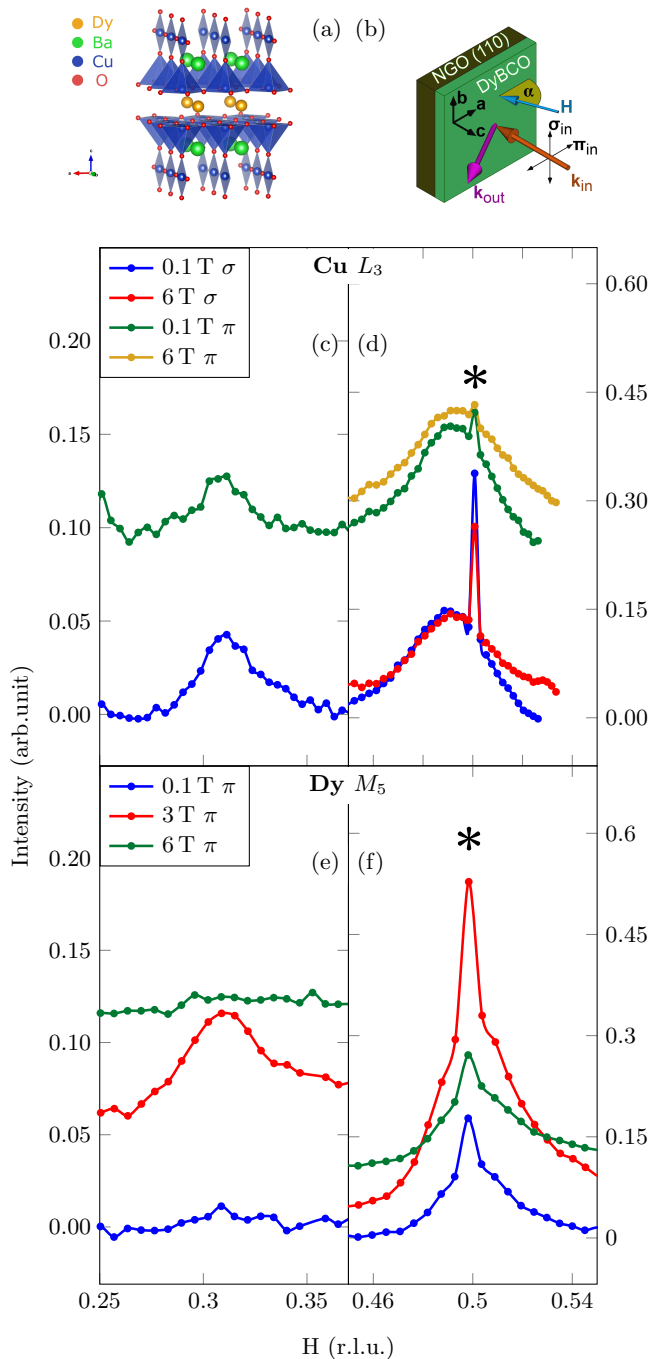 Dy
Ba
Cu
O
c
a
b
(a) (b)
NGO (110)
DyBCO
b
a
c
α
H
σin
πin
kout
kin
Cu L3
0.1 T σ
6 T σ
0.1 T π
6 T π
(c) (d)
*
0.20
0.15
0.10
0.05
0.00
0.60
0.45
0.30
0.15
0.00
Intensity (arb.unit)
Dy M5
0.1 T π
3 T π
6 T π
(e) (f)
*
0.20
0.15
0.10
0.05
0.00
0.6
0.45
0.3
0.15
0
0.25 0.3 0.35 0.46 0.5 0.54
H (r.l.u.)